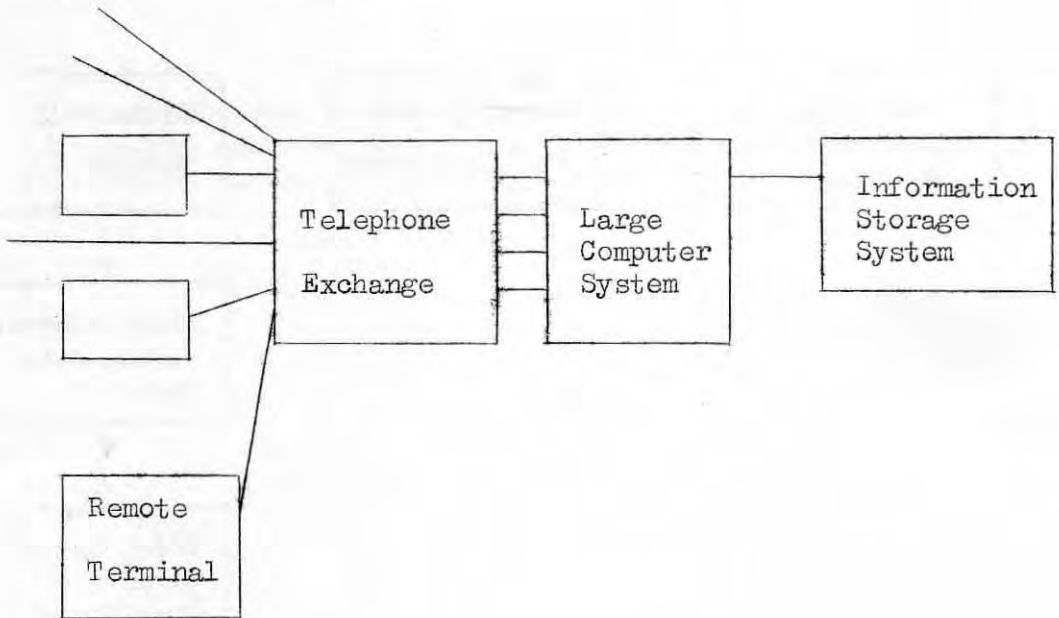 Telephone
Exchange
Large
Computer
System
Information
Storage
System
Remote
Terminal